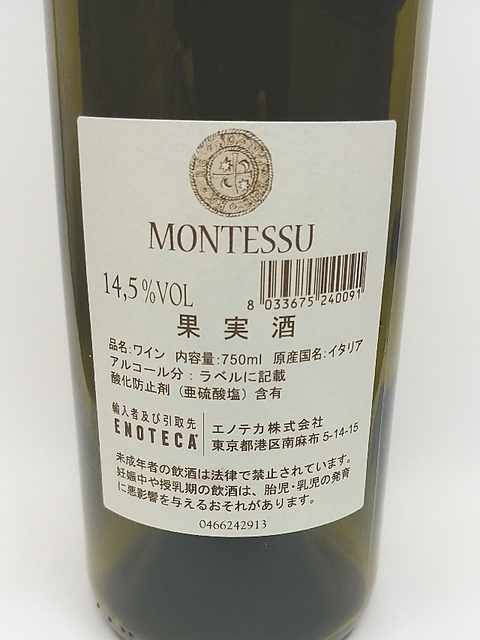 MONTESSU
14,5%VOL
8 033675 240091
果実酒
品名:ワイン 内容量:750ml 原産国名:イタリア
アルコール分:ラベルに記載
酸化防止剤(亜硫酸塩)含有
輸入者及び引取先
ENOTECA
エノテカ株式会社
東京都港区南麻布5-14-15
未成年者の飲酒は法律で禁止されています。
妊娠中や授乳期の飲酒は、胎児・乳児の発育
に悪影響を与えるおそれがあります。
0466242913